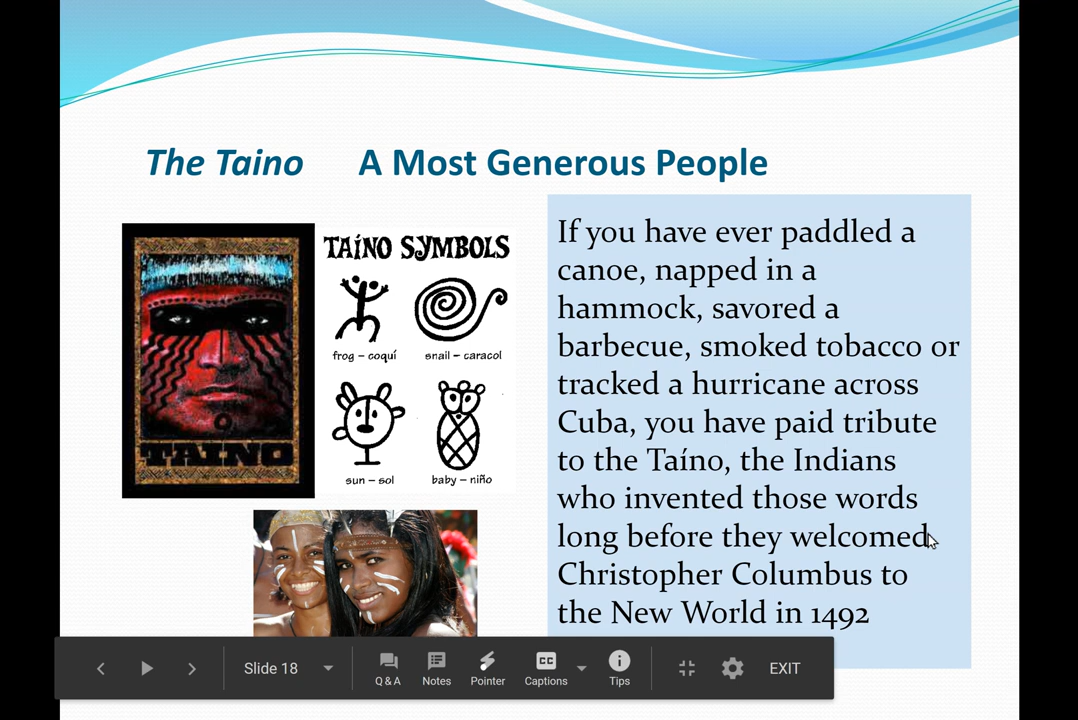 The Taino A Most Generous People
TAINO
TAÍNO SYMBOLS
frog – coquí
snail – caracol
sun – sol
baby – niño
If you have ever paddled a
canoe, napped in a
hammock, savored a
barbecue, smoked tobacco or
tracked a hurricane across
Cuba, you have paid tribute
to the Taíno, the Indians
who invented those words
long before they welcomed
Christopher Columbus to
the New World in 1492
Slide 18
Q & A
Notes
Pointer
CC
Captions
Tips
EXIT